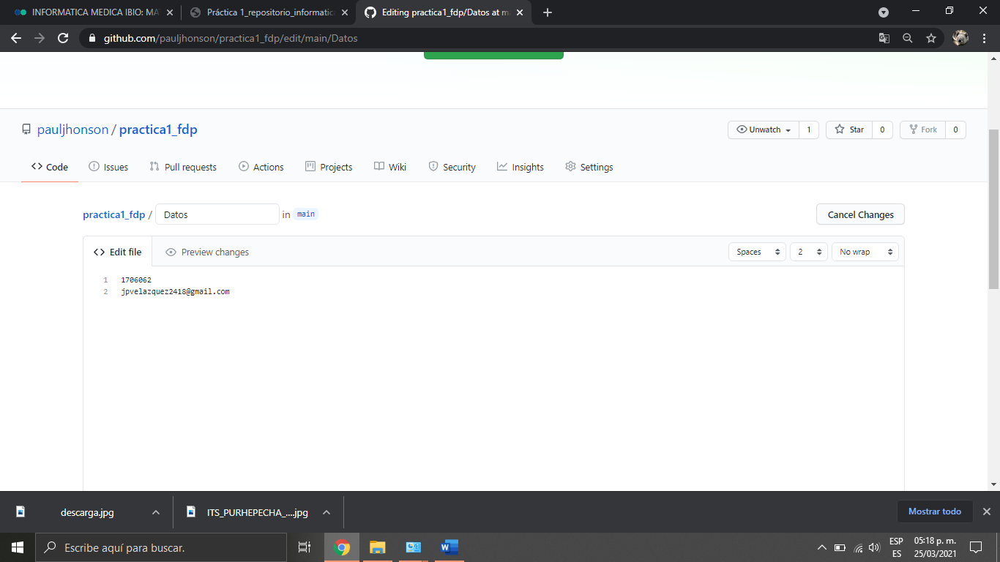 INFORMATICA MEDICA IBIO: MA
Práctica 1_repositorio_informatic
Editing practica1_fdp/Datos at m
github.com/pauljhonson/practica1_fdp/edit/main/Datos
pauljhonson / practica1_fdp
Unwatch 1
Star 0
Fork 0
Code
Issues
Pull requests
Actions
Projects
Wiki
Security
Insights
Settings
practica1_fdp / Datos in main
Cancel Changes
Edit file
Preview changes
Spaces
2
No wrap
1 1706062
2 jpvelazquez2418@gmail.com
descarga.jpg
ITS_PURHEPECHA_....jpg
Mostrar todo
Escribe aquí para buscar.
ESP
ES
05:18 p. m.
25/03/2021